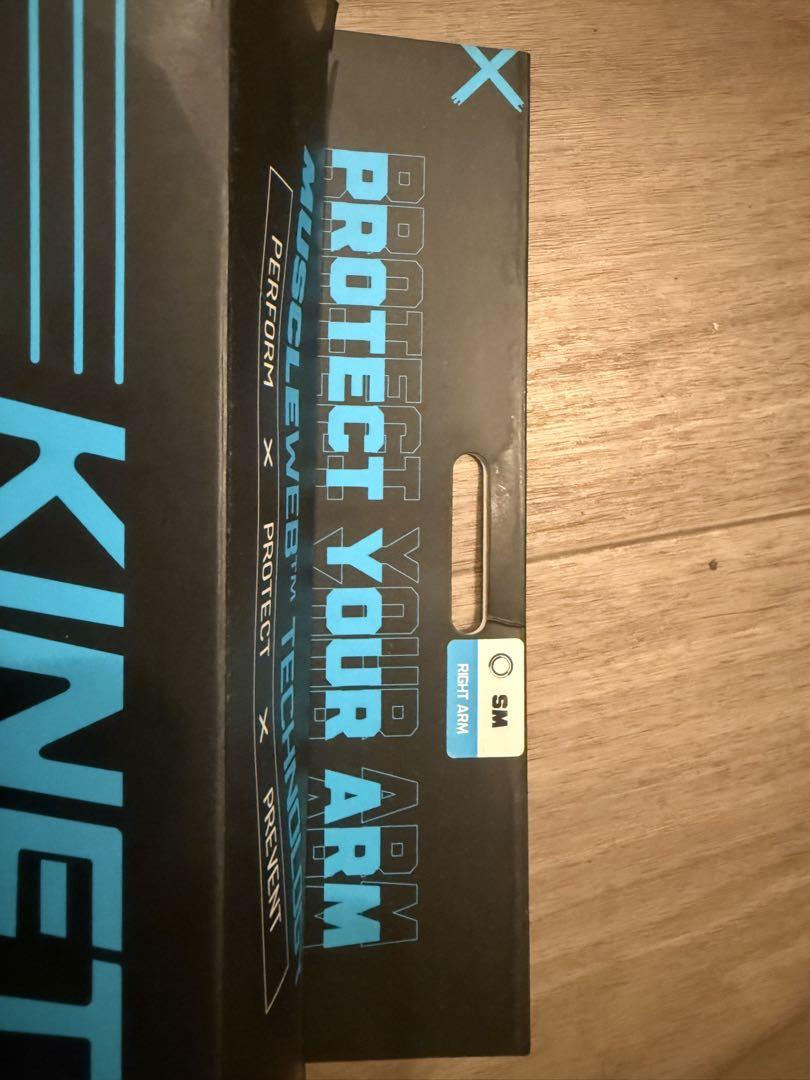 PROTECT YOUR ARM
MUSCLEWEB™ TECHNOLOGY
PERFORM X PROTECT X PREVENT
SM
RIGHT ARM
KINET